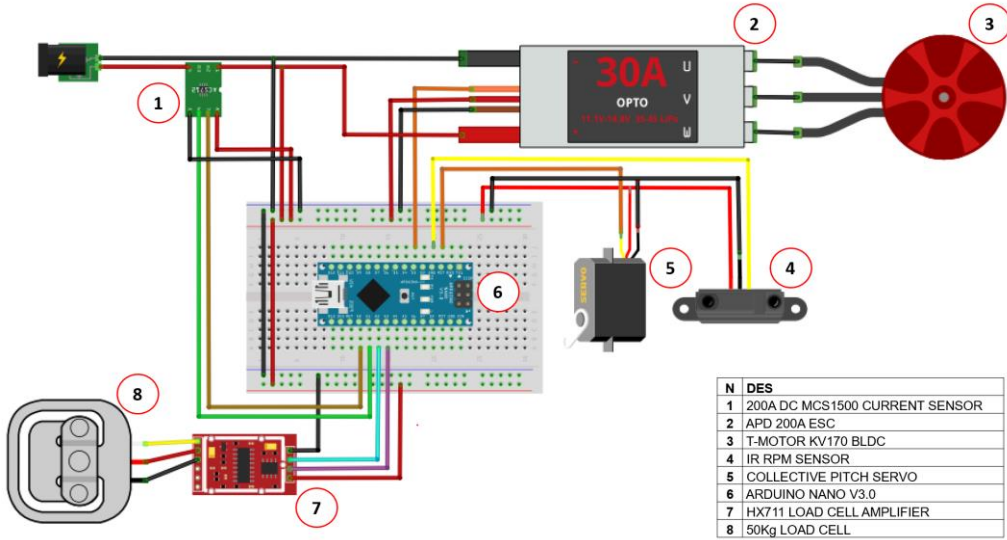 1
2
3
30A
OPTO
U
V
W
6
SERVO
5
4
8
7
N DES
1 200A DC MCS1500 CURRENT SENSOR
2 APD 200A ESC
3 T-MOTOR KV170 BLDC
4 IR RPM SENSOR
5 COLLECTIVE PITCH SERVO
6 ARDUINO NANO V3.0
7 HX711 LOAD CELL AMPLIFIER
8 50Kg LOAD CELL